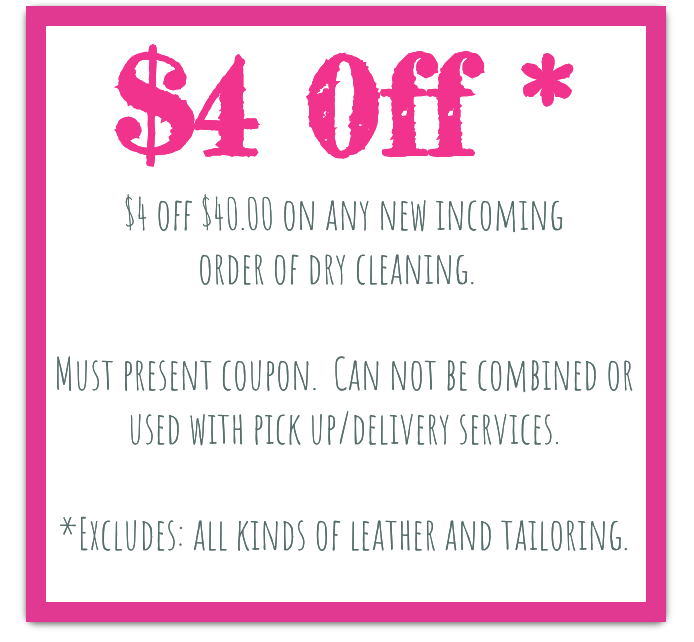 $4 Off *
$4 off $40.00 on any new incoming
order of dry cleaning.
Must present coupon. Can not be combined or
used with pick up/delivery services.
*Excludes: all kinds of leather and tailoring.